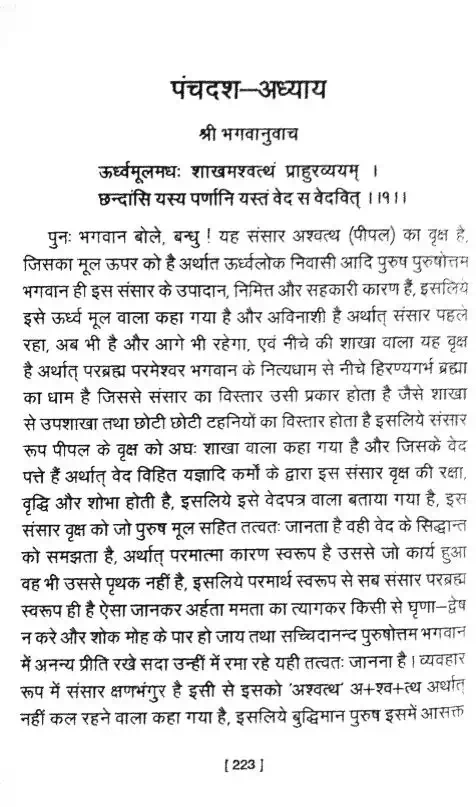 पंचदश–अध्याय
श्री भगवानुवाच
ऊर्ध्वमूलमधः शाखमश्वत्थं प्राहुरव्ययम् ।
छन्दांसि यस्य पर्णानि यस्तं वेद स वेदवित् ।।१।।
पुनः भगवान बोले, बन्धु ! यह संसार अश्वत्थ (पीपल) का वृक्ष है,
जिसका मूल ऊपर को है अर्थात ऊर्ध्वलोक निवासी आदि पुरुष पुरुषोत्तम
भगवान ही इस संसार के उपादान, निमित्त और सहकारी कारण हैं, इसलिये
इसे ऊर्ध्व मूल वाला कहा गया है और अविनाशी है अर्थात् संसार पहले
रहा, अब भी है और आगे भी रहेगा, एवं नीचे की शाखा वाला यह वृक्ष
है अर्थात् परब्रह्म परमेश्वर भगवान के नित्यधाम से नीचे हिरण्यगर्भ ब्रह्मा
का धाम है जिससे संसार का विस्तार उसी प्रकार होता है जैसे शाखा
से उपशाखा तथा छोटी छोटी टहनियों का विस्तार होता है इसलिये संसार
रूप पीपल के वृक्ष को अघः शाखा वाला कहा गया है और जिसके वेद
पत्ते हैं अर्थात् वेद विहित यज्ञादि कर्मों के द्वारा इस संसार वृक्ष की रक्षा,
वृद्धि और शोभा होती है, इसलिये इसे वेदपत्र वाला बताया गया है, इस
संसार वृक्ष को जो पुरुष मूल सहित तत्वतः जानता है वही वेद के सिद्धान्त
को समझता है, अर्थात् परमात्मा कारण स्वरूप है उससे जो कार्य हुआ
वह भी उससे पृथक नहीं है, इसलिये परमार्थ स्वरूप से सब संसार परब्रह्म
स्वरूप ही है ऐसा जानकर अर्हता ममता का त्यागकर किसी से घृणा–द्वेष
न करे और शोक मोह के पार हो जाय तथा सच्चिदानन्द पुरुषोत्तम भगवान
में अनन्य प्रीति रखे सदा उन्हीं में रमा रहे यही तत्वतः जानना है । व्यवहार
रूप में संसार क्षणभंगुर है इसी से इसको 'अश्वत्थ' अ+श्व+त्थ अर्थात्
नहीं कल रहने वाला कहा गया है, इसलिये बुद्धिमान पुरुष इसमें आसक्त
[ 223 ]